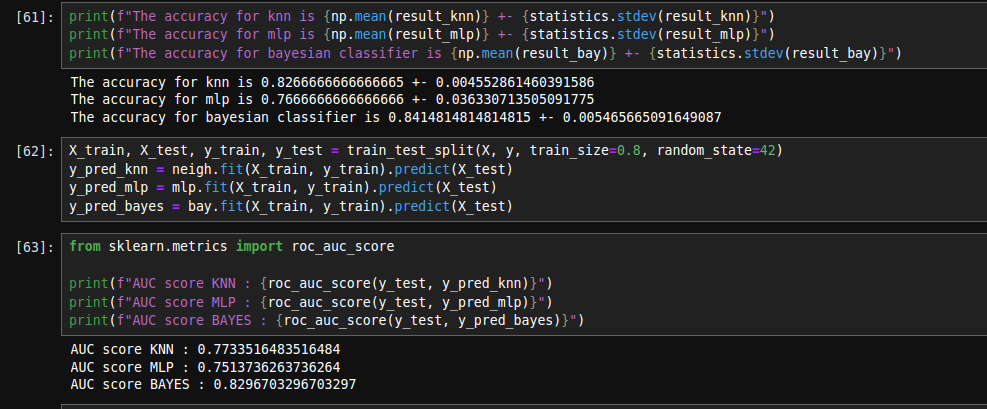 [61]: print(f"The accuracy for knn is {np.mean(result_knn)} +- {statistics.stdev(result_knn)}")
print(f"The accuracy for mlp is {np.mean(result_mlp)} +- {statistics.stdev(result_mlp)}")
print(f"The accuracy for bayesian classifier is {np.mean(result_bay)} +- {statistics.stdev(result_bay)}")
The accuracy for knn is 0.8266666666666665 +- 0.004552861460391586
The accuracy for mlp is 0.7666666666666666 +- 0.036330713505091775
The accuracy for bayesian classifier is 0.8414814814814815 +- 0.005465665091649087
[62]: X_train, X_test, y_train, y_test = train_test_split(X, y, train_size=0.8, random_state=42)
y_pred_knn = neigh.fit(X_train, y_train).predict(X_test)
y_pred_mlp = mlp.fit(X_train, y_train).predict(X_test)
y_pred_bayes = bay.fit(X_train, y_train).predict(X_test)
[63]: from sklearn.metrics import roc_auc_score
print(f"AUC score KNN : {roc_auc_score(y_test, y_pred_knn)}")
print(f"AUC score MLP : {roc_auc_score(y_test, y_pred_mlp)}")
print(f"AUC score BAYES : {roc_auc_score(y_test, y_pred_bayes)}")
AUC score KNN : 0.7733516483516484
AUC score MLP : 0.7513736263736264
AUC score BAYES : 0.8296703296703297